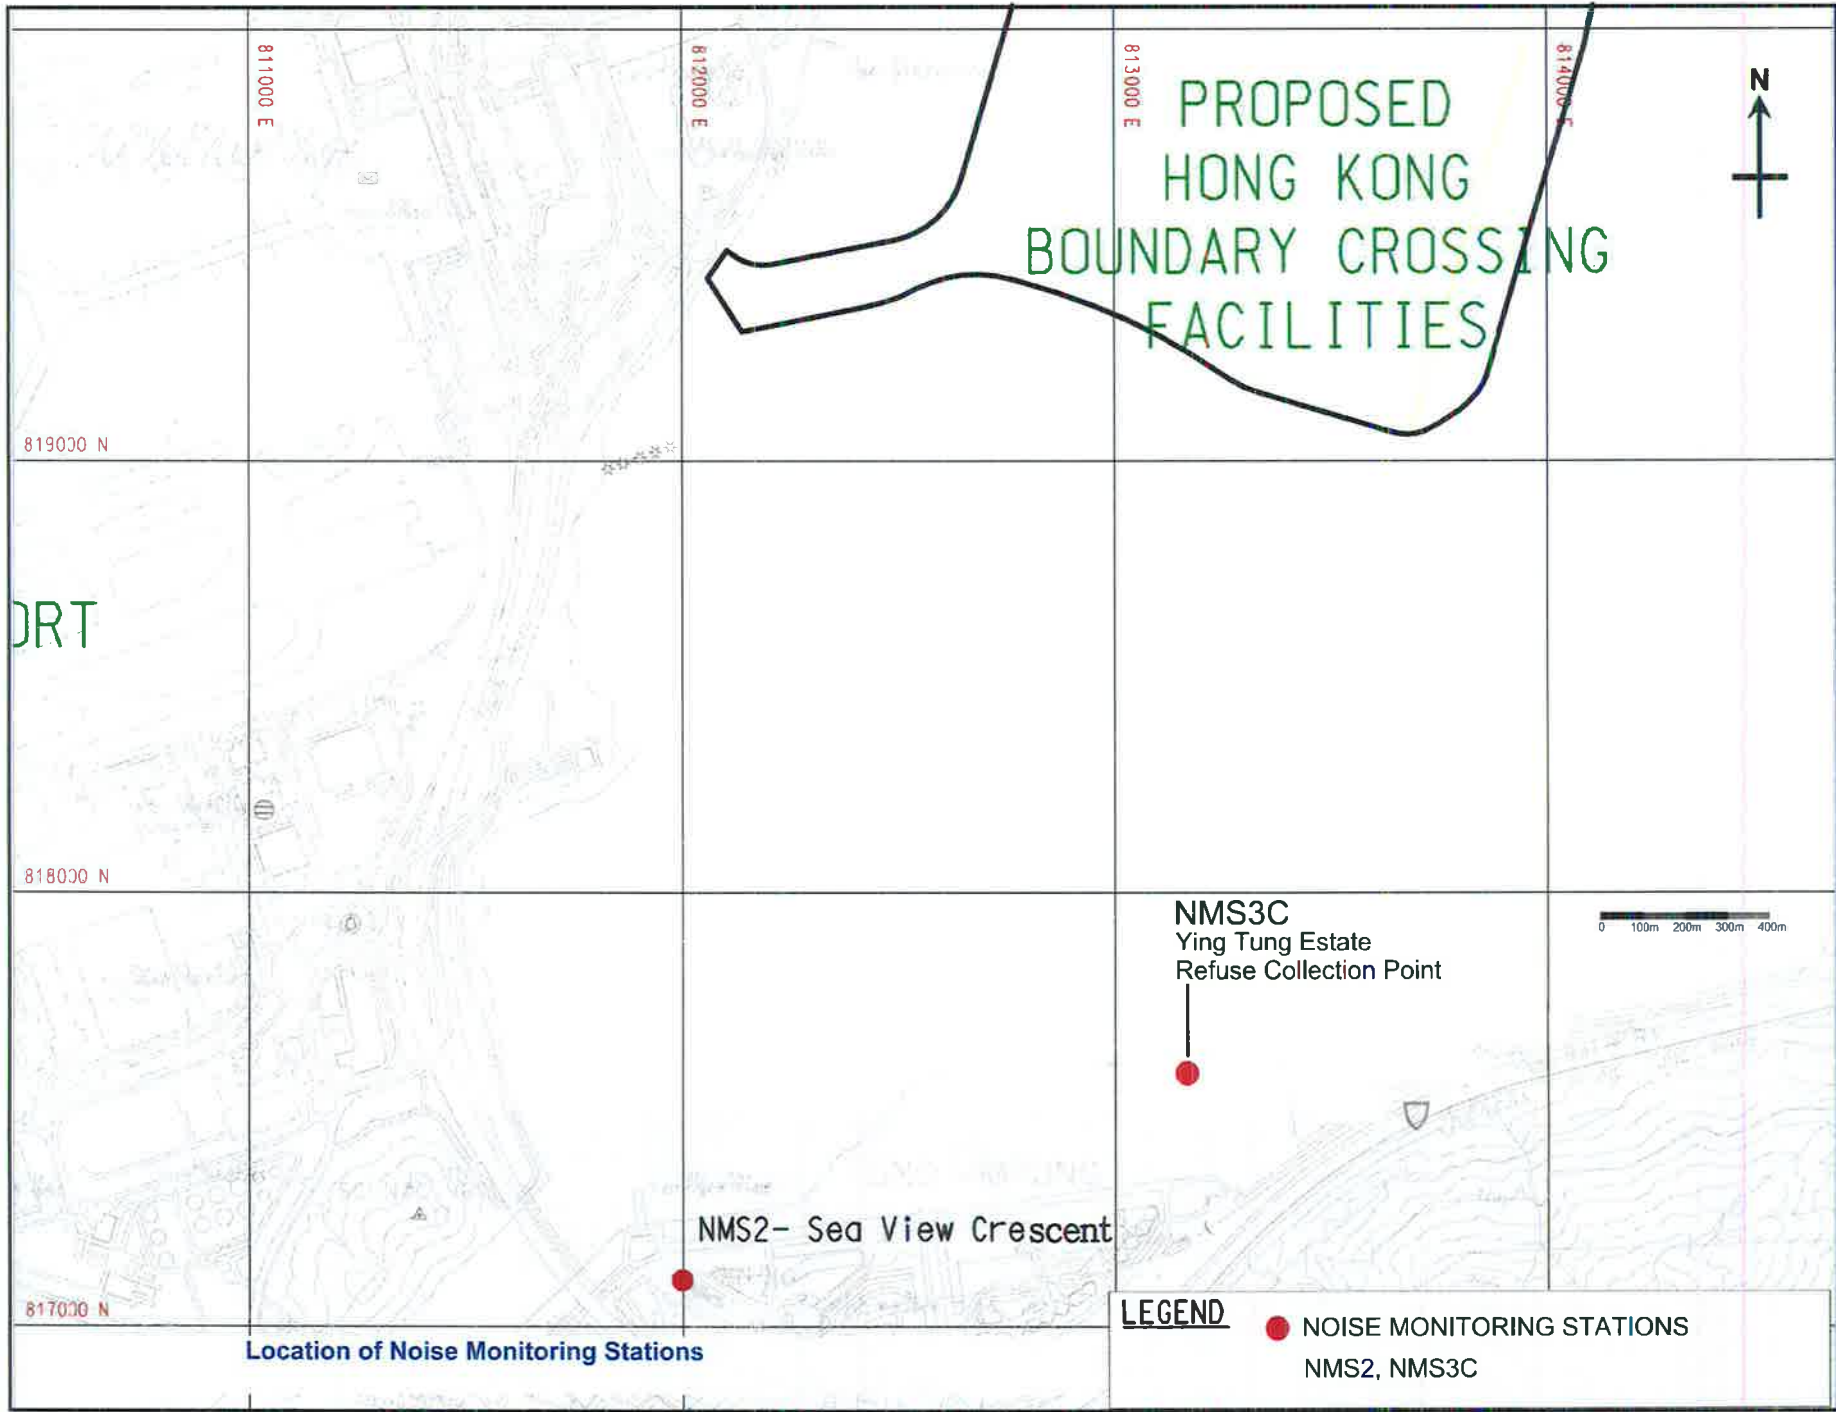 811000 E
812000 E
813000 E
814000 E
N
PROPOSED
HONG KONG
BOUNDARY CROSSING
FACILITIES
819000 N
ORT
818000 N
NMS3C
Ying Tung Estate
Refuse Collection Point
0 100m 200m 300m 400m
NMS2- Sea View Crescent
817000 N
LEGEND
NOISE MONITORING STATIONS
NMS2, NMS3C
Location of Noise Monitoring Stations